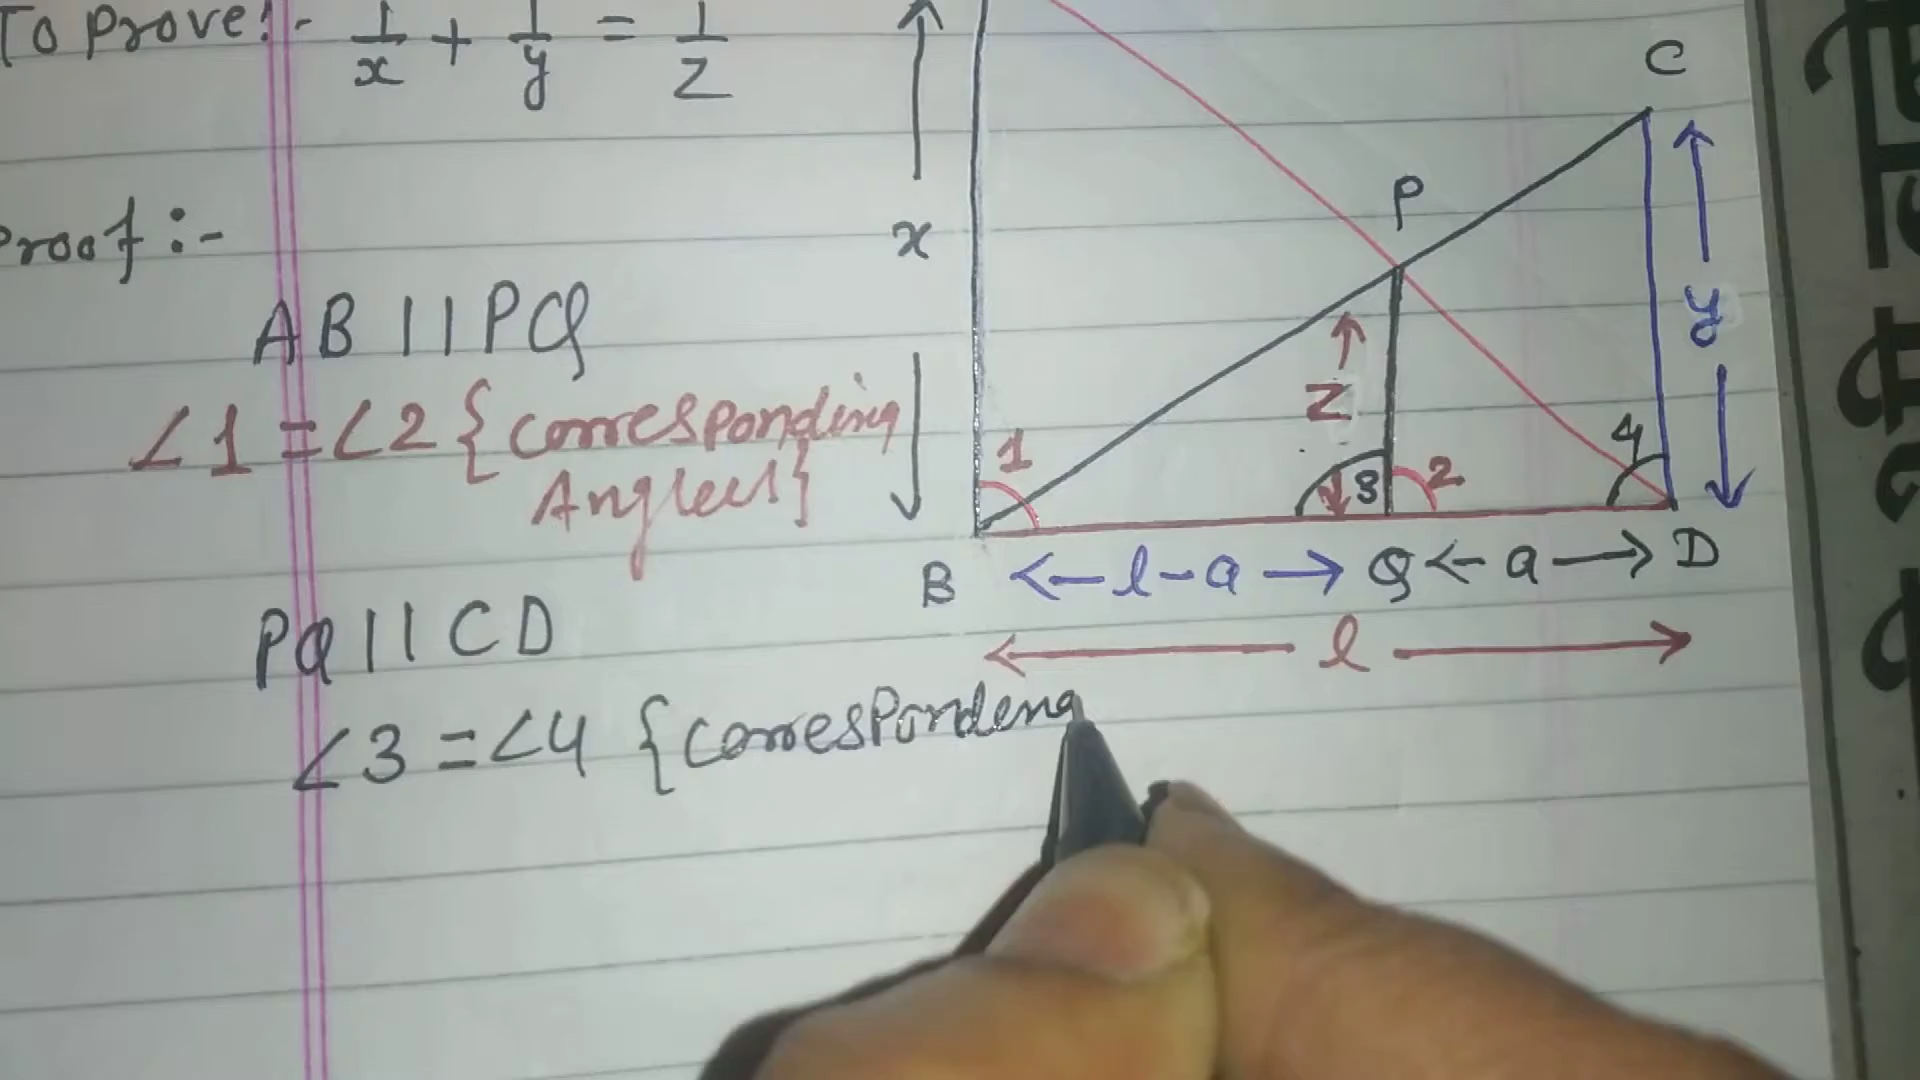 To Prove:- 1/x + 1/y = 1/z
Proof :-
AB || PQ
∠1 = ∠2 {Corresponding
Angles}
PQ || CD
∠3 = ∠4 {Corresponding
C
P
x
y
z
1
3
2
4
B
l-a
Q
a
D
l